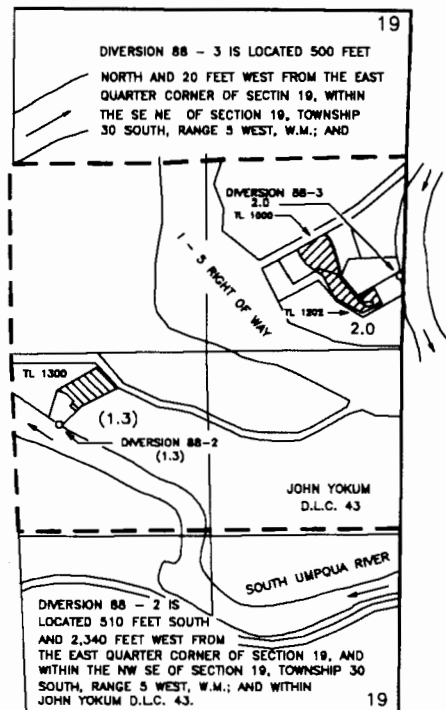 19
DIVERSION 88 - 3 IS LOCATED 500 FEET
NORTH AND 20 FEET WEST FROM THE EAST
QUARTER CORNER OF SECTIN 19, WITHIN
THE SE NE OF SECTION 19, TOWNSHIP
30 SOUTH, RANGE 5 WEST, W.M.; AND
DIVERSION 88-3
2.0
TL 1000
I - 5 RIGHT OF WAY
TL 1202
2.0
TL 1300
(1.3)
DIVERSION 88-2
(1.3)
JOHN YOKUM
D.L.C. 43
SOUTH UMPQUA RIVER
DIVERSION 88 - 2 IS
LOCATED 510 FEET SOUTH
AND 2,340 FEET WEST FROM
THE EAST QUARTER CORNER OF SECTION 19, AND
WITHIN THE NW SE OF SECTION 19, TOWNSHIP 30
SOUTH, RANGE 5 WEST, W.M.; AND WITHIN
JOHN YOKUM D.L.C. 43.
19